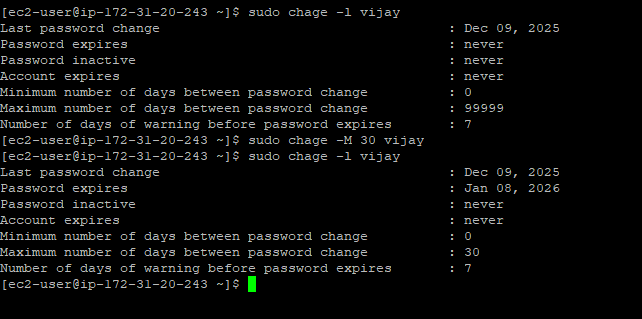 [ec2-user@ip-172-31-20-243 ~]$ sudo chage -l vijay
Last password change : Dec 09, 2025
Password expires : never
Password inactive : never
Account expires : never
Minimum number of days between password change : 0
Maximum number of days between password change : 99999
Number of days of warning before password expires : 7
[ec2-user@ip-172-31-20-243 ~]$ sudo chage -M 30 vijay
[ec2-user@ip-172-31-20-243 ~]$ sudo chage -l vijay
Last password change : Dec 09, 2025
Password expires : Jan 08, 2026
Password inactive : never
Account expires : never
Minimum number of days between password change : 0
Maximum number of days between password change : 30
Number of days of warning before password expires : 7
[ec2-user@ip-172-31-20-243 ~]$